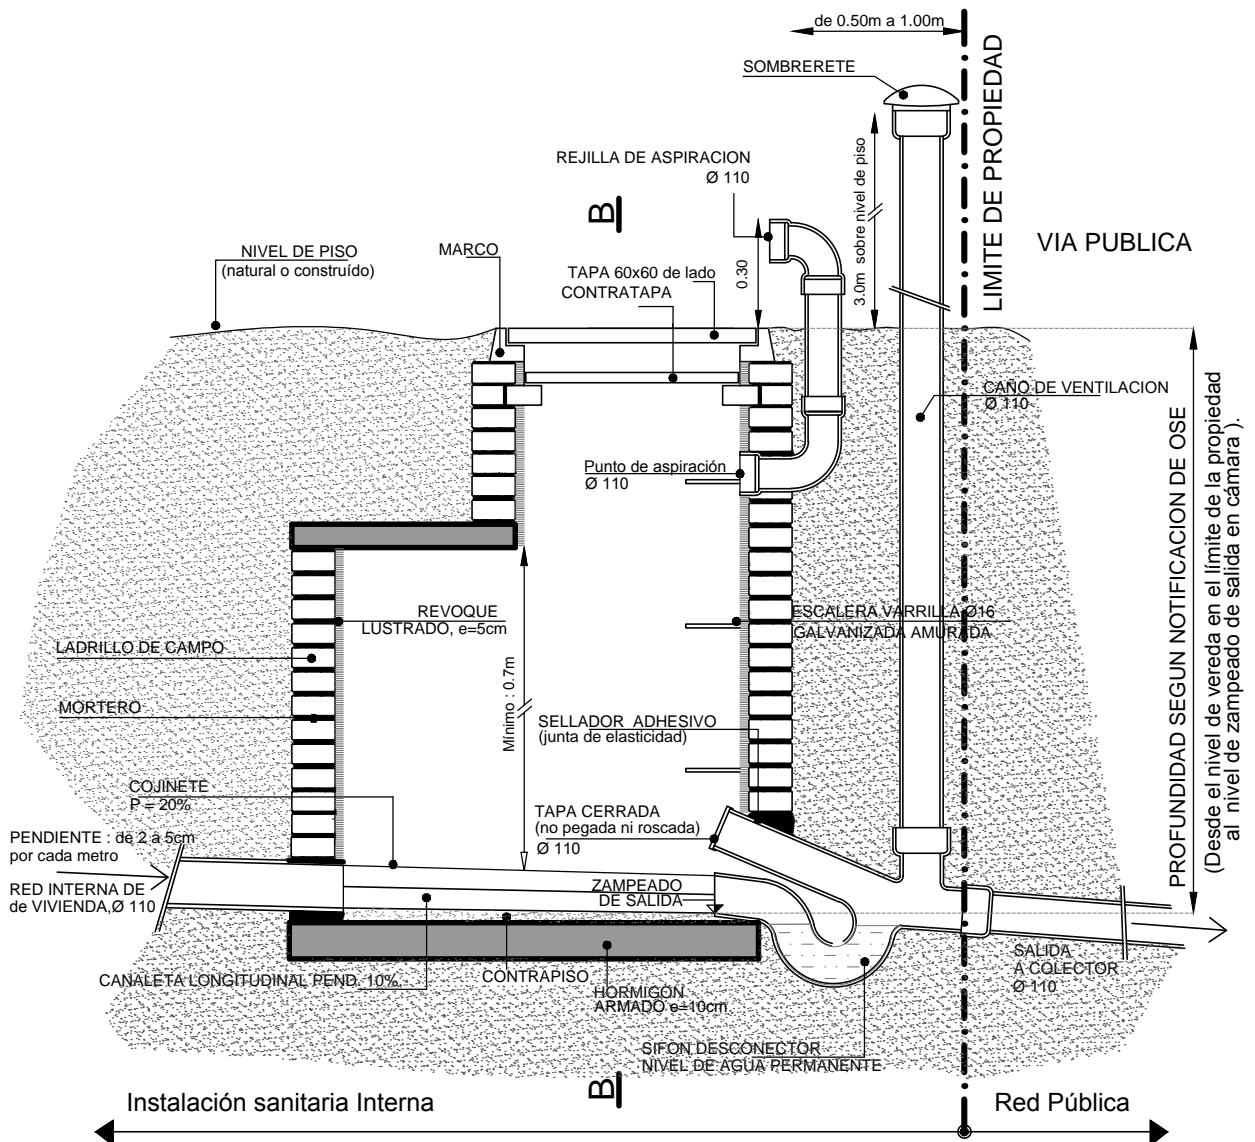 de 0.50m a 1.00m
SOMBRERETE
LIMITE DE PROPIEDAD
REJILLA DE ASPIRACION
Ø 110
B
3.0m sobre nivel de piso
VIA PUBLICA
NIVEL DE PISO
(natural o construído)
MARCO
0.30
TAPA 60x60 de lado
CONTRATAPA
CAÑO DE VENTILACION
Ø 110
PROFUNDIDAD SEGUN NOTIFICACION DE OSE
(Desde el nivel de vereda en el límite de la propiedad
al nivel de zampeado de salida en cámara ).
Punto de aspiración
Ø 110
REVOQUE
LUSTRADO, e=5cm
ESCALERA VARRILLA Ø16
GALVANIZADA AMURADA
LADRILLO DE CAMPO
MORTERO
Mínimo : 0.7m
SELLADOR ADHESIVO
(junta de elasticidad)
COJINETE
P = 20%
TAPA CERRADA
(no pegada ni roscada)
Ø 110
PENDIENTE : de 2 a 5cm
por cada metro
RED INTERNA DE
de VIVIENDA,Ø 110
ZAMPEADO
DE SALIDA
CANALETA LONGITUDINAL PEND. 10%.
CONTRAPISO
HORMIGÓN
ARMADO e=10cm
SALIDA
A COLECTOR
Ø 110
SIFON DESCONECTOR
NIVEL DE AGUA PERMANENTE
B
Instalación sanitaria Interna
Red Pública